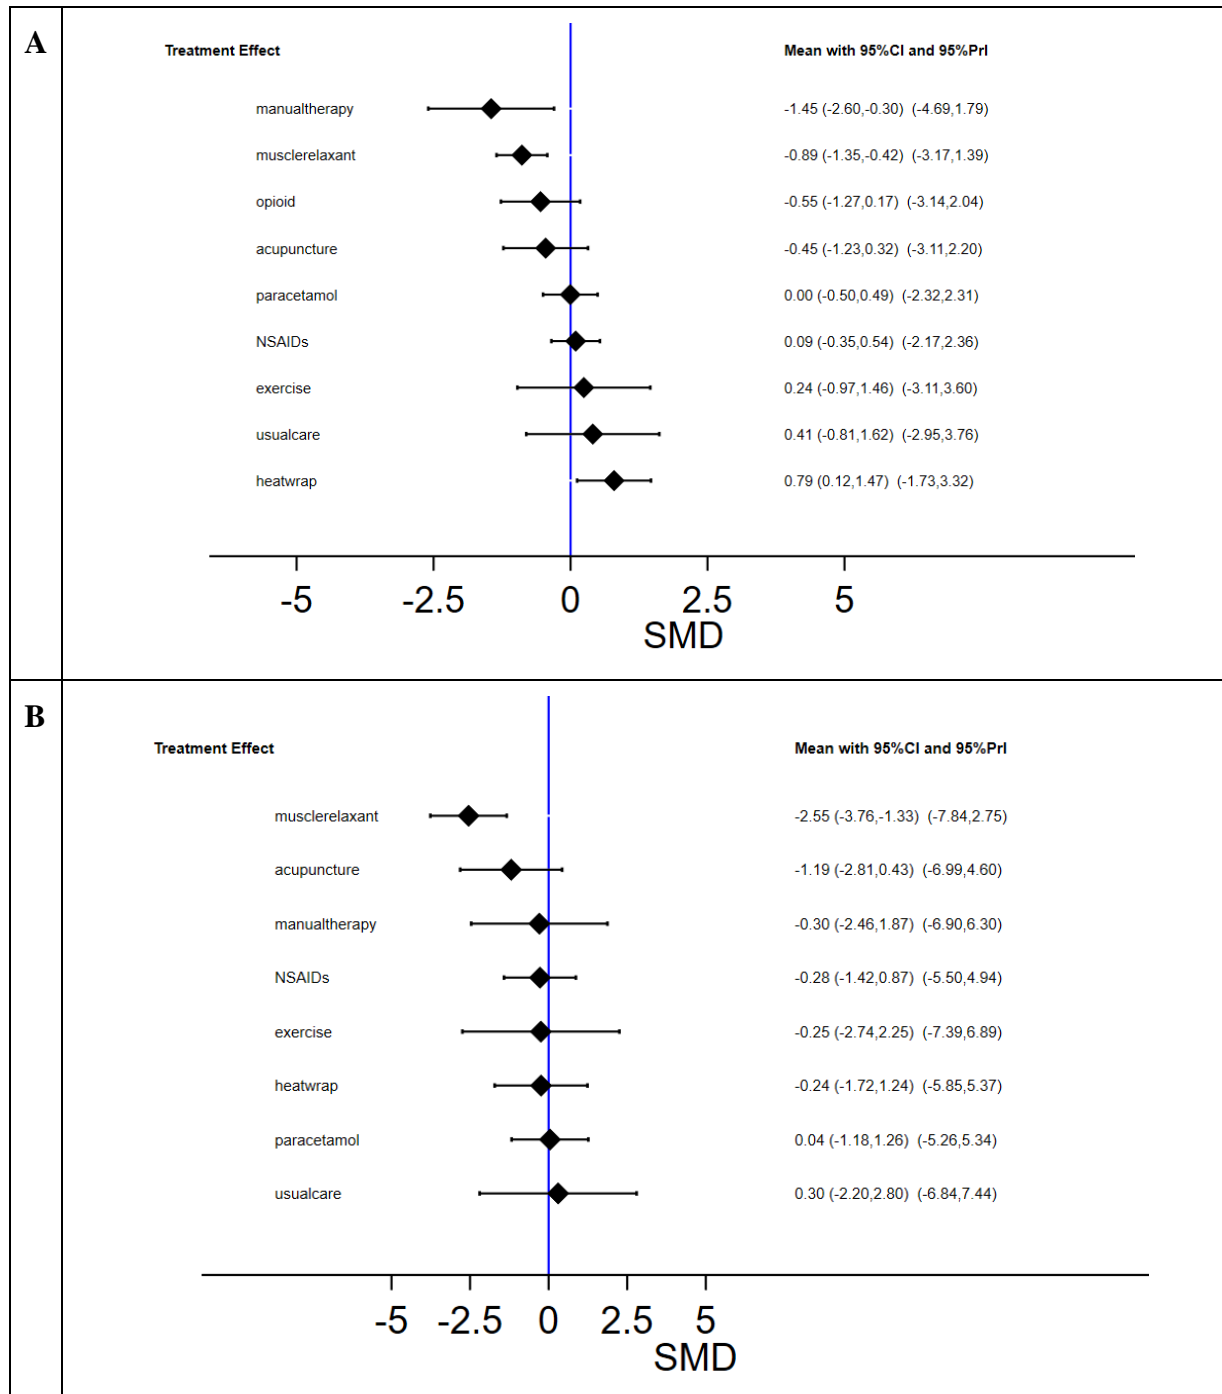 A
Treatment Effect Mean with 95%CI and 95%PrI
manualtherapy -1.45 (-2.60,-0.30) (-4.69,1.79)
musclerelaxant -0.89 (-1.35,-0.42) (-3.17,1.39)
opioid -0.55 (-1.27,0.17) (-3.14,2.04)
acupuncture -0.45 (-1.23,0.32) (-3.11,2.20)
paracetamol 0.00 (-0.50,0.49) (-2.32,2.31)
NSAIDs 0.09 (-0.35,0.54) (-2.17,2.36)
exercise 0.24 (-0.97,1.46) (-3.11,3.60)
usualcare 0.41 (-0.81,1.62) (-2.95,3.76)
heatwrap 0.79 (0.12,1.47) (-1.73,3.32)
-5 -2.5 0 2.5 5
SMD
B
Treatment Effect Mean with 95%CI and 95%PrI
musclerelaxant -2.55 (-3.76,-1.33) (-7.84,2.75)
acupuncture -1.19 (-2.81,0.43) (-6.99,4.60)
manualtherapy -0.30 (-2.46,1.87) (-6.90,6.30)
NSAIDs -0.28 (-1.42,0.87) (-5.50,4.94)
exercise -0.25 (-2.74,2.25) (-7.39,6.89)
heatwrap -0.24 (-1.72,1.24) (-5.85,5.37)
paracetamol 0.04 (-1.18,1.26) (-5.26,5.34)
usualcare 0.30 (-2.20,2.80) (-6.84,7.44)
-5 -2.5 0 2.5 5
SMD